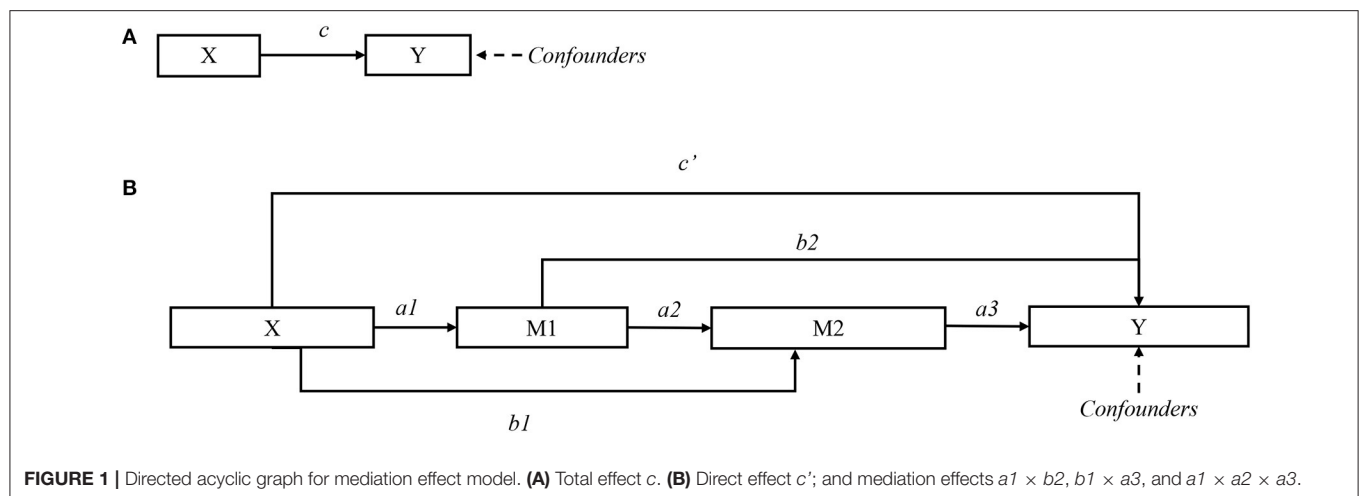 A
c
X
Y
Confounders
c'
B
b2
a1
a2
a3
X
M1
M2
Y
Confounders
b1
FIGURE 1 | Directed acyclic graph for mediation effect model. (A) Total effect c. (B) Direct effect c'; and mediation effects a1 × b2, b1 × a3, and a1 × a2 × a3.